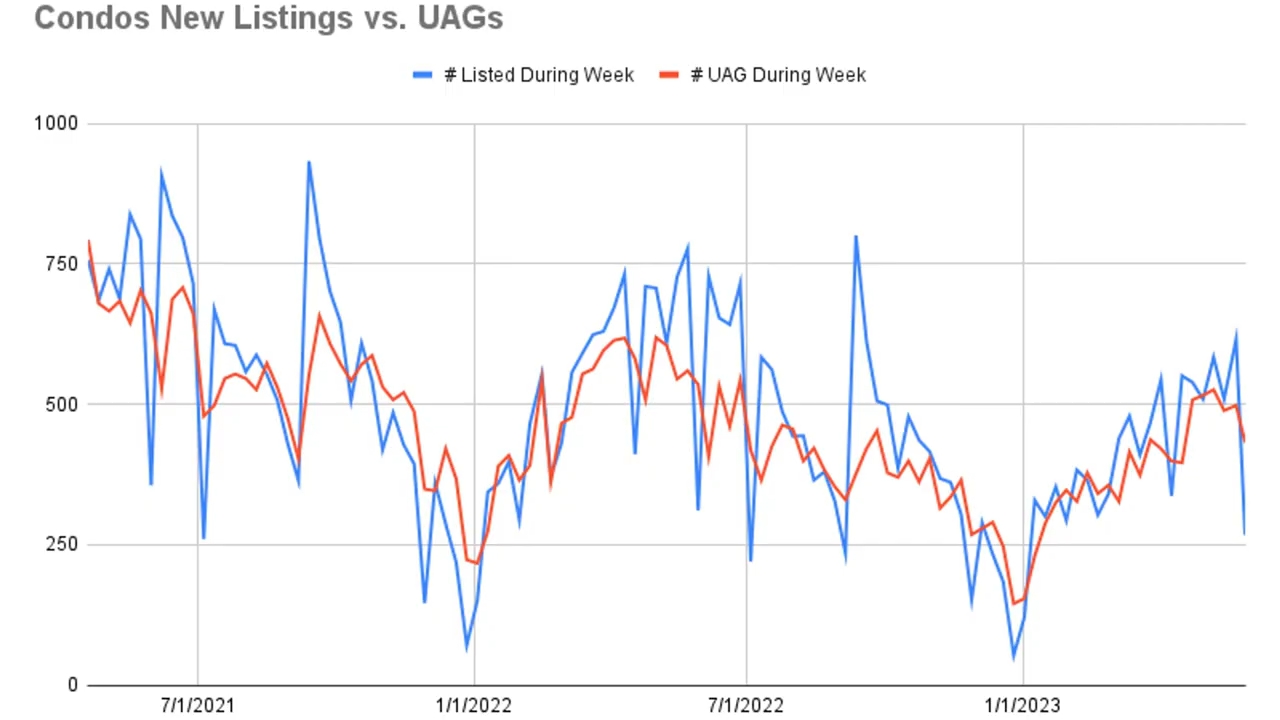 Condos New Listings vs. UAGs
# Listed During Week # UAG During Week
1000
750
500
250
0
7/1/2021 1/1/2022 7/1/2022 1/1/2023